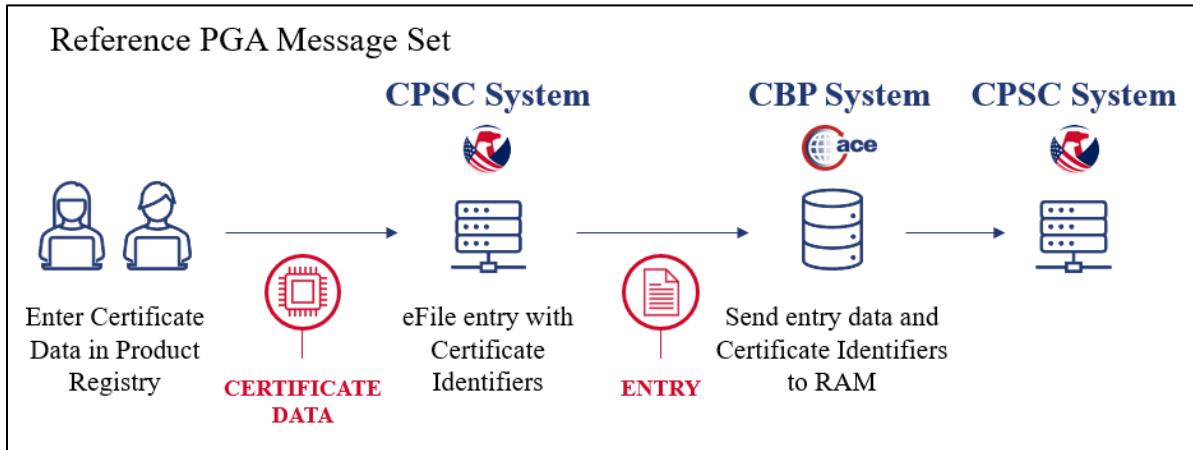 Reference PGA Message Set
CPSC System
CBP System
CPSC System
ace
Enter Certificate
Data in Product
Registry
CERTIFICATE
DATA
eFile entry with
Certificate
Identifiers
ENTRY
Send entry data and
Certificate Identifiers
to RAM